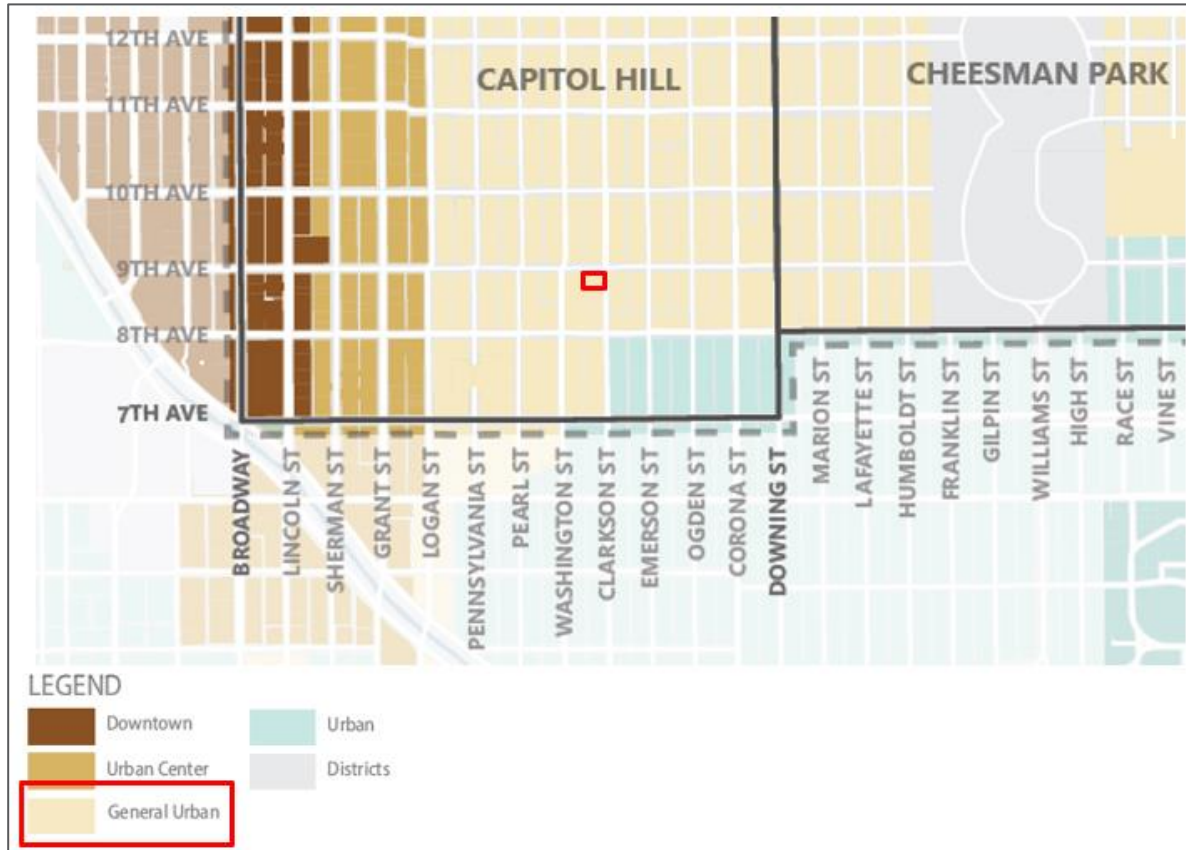 12TH AVE
CAPITOL HILL
CHEESMAN PARK
11TH AVE
10TH AVE
9TH AVE
8TH AVE
7TH AVE
BROADWAY
LINCOLN ST
SHERMAN ST
GRANT ST
LOGAN ST
PENNSYLVANIA ST
PEARL ST
WASHINGTON ST
CLARKSON ST
EMERSON ST
OGDEN ST
CORONA ST
DOWNING ST
MARION ST
LAFAYETTE ST
HUMBOLDT ST
FRANKLIN ST
GILPIN ST
WILLIAMS ST
HIGH ST
RACE ST
VINE ST
LEGEND
Downtown
Urban
Urban Center
Districts
General Urban